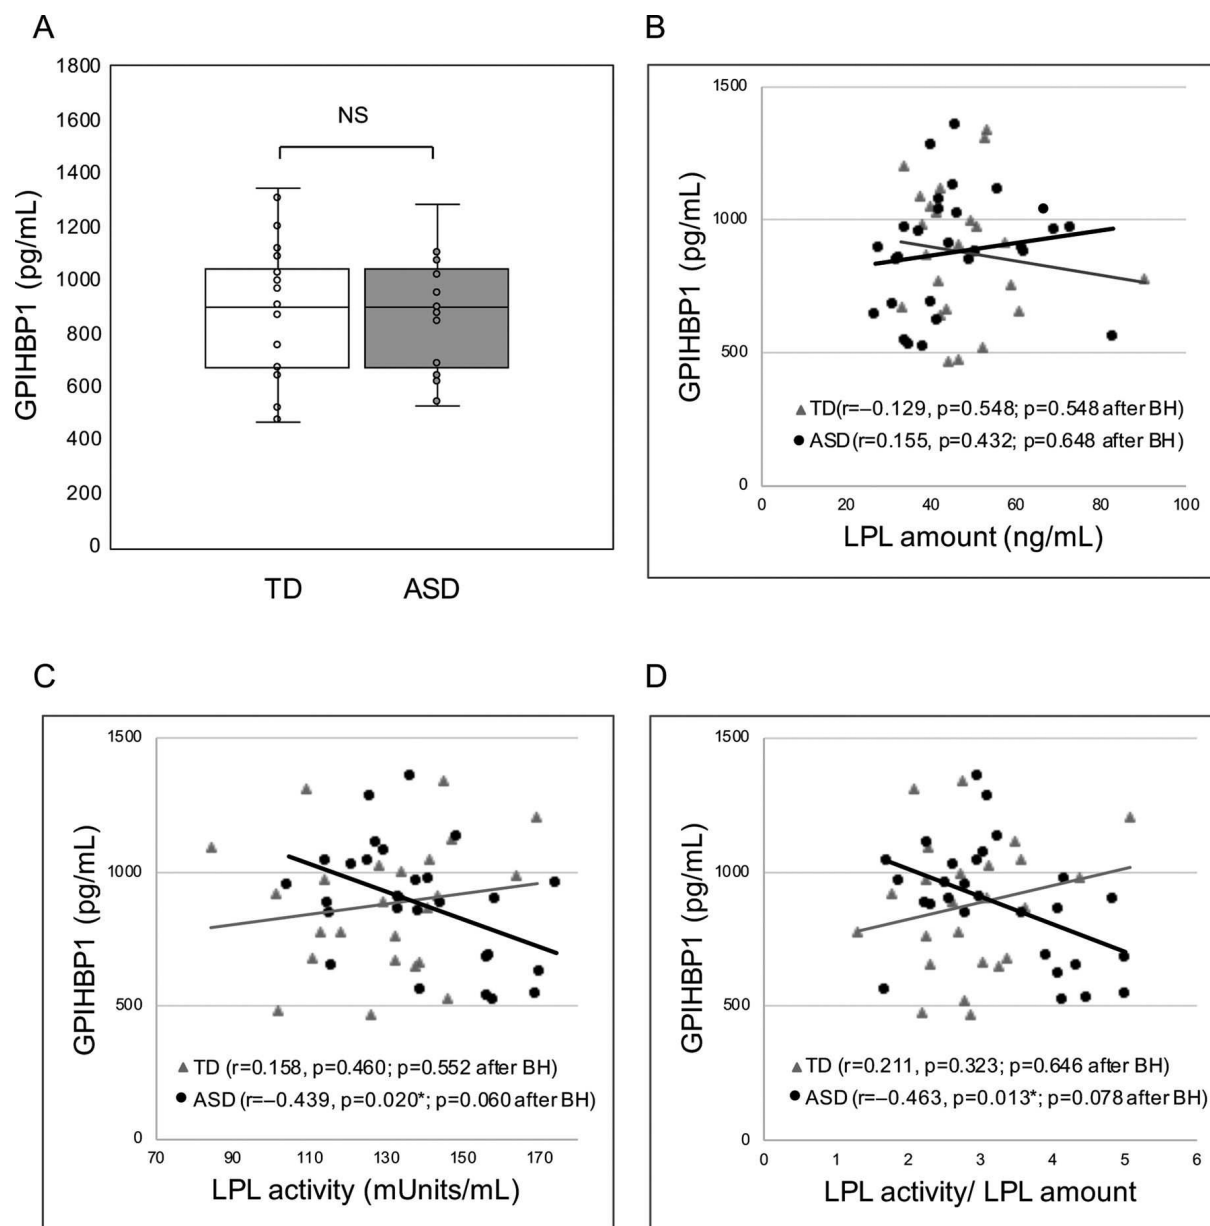 A
GPIHBP1 (pg/mL)
1800
1600
1400
1200
1000
800
600
400
200
0
NS
TD ASD
B
GPIHBP1 (pg/mL)
1500
1000
500
0
TD(r=–0.129, p=0.548; p=0.548 after BH)
ASD(r=0.155, p=0.432; p=0.648 after BH)
0 20 40 60 80 100
LPL amount (ng/mL)
C
GPIHBP1 (pg/mL)
1500
1000
500
0
TD (r=0.158, p=0.460; p=0.552 after BH)
ASD (r=–0.439, p=0.020*; p=0.060 after BH)
70 90 110 130 150 170
LPL activity (mUnits/mL)
D
GPIHBP1 (pg/mL)
1500
1000
500
0
TD (r=0.211, p=0.323; p=0.646 after BH)
ASD (r=–0.463, p=0.013*; p=0.078 after BH)
0 1 2 3 4 5 6
LPL activity/ LPL amount